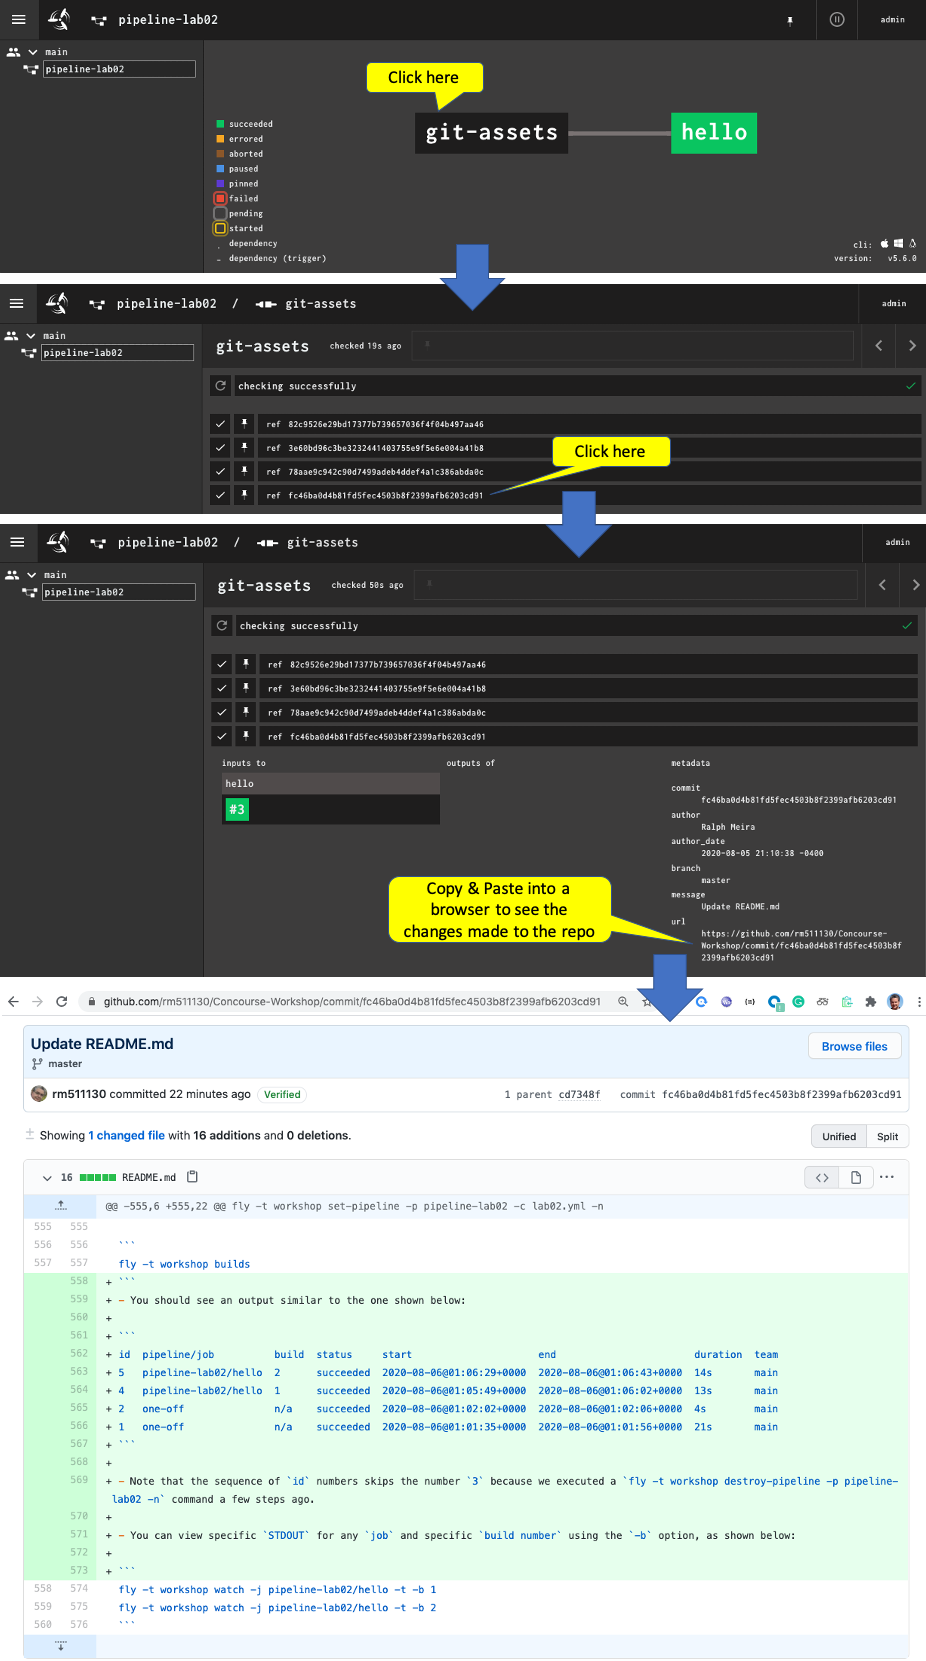 pipeline-lab02
admin
main
pipeline-lab02
Click here
git-assets
hello
succeeded
errored
aborted
paused
pinned
failed
pending
started
dependency
dependency (trigger)
cli:
version: v5.6.0
pipeline-lab02 / git-assets
admin
main
pipeline-lab02
git-assets checked 19s ago
checking successfully
ref 82c9526e29bd17377b739657036f4f04b497aa46
ref 3e60bd96c3be3232441403755e9f5e6e004a41b8
ref 78aae9c942c90d7499adeb4ddef4a1c386abda0c
ref fc46ba0d4b81fd5fec4503b8f2399afb6203cd91
Click here
pipeline-lab02 / git-assets
admin
main
pipeline-lab02
git-assets checked 50s ago
checking successfully
ref 82c9526e29bd17377b739657036f4f04b497aa46
ref 3e60bd96c3be3232441403755e9f5e6e004a41b8
ref 78aae9c942c90d7499adeb4ddef4a1c386abda0c
ref fc46ba0d4b81fd5fec4503b8f2399afb6203cd91
inputs to
hello
#3
outputs of
metadata
commit
fc46ba0d4b81fd5fec4503b8f2399afb6203cd91
author
Ralph Meira
author_date
2020-08-05 21:10:38 -0400
branch
master
message
Update README.md
url
https://github.com/rm511130/Concourse-
Workshop/commit/fc46ba0d4b81fd5fec4503b8f
2399afb6203cd91
Copy & Paste into a
browser to see the
changes made to the repo
github.com/rm511130/Concourse-Workshop/commit/fc46ba0d4b81fd5fec4503b8f2399afb6203cd91
Update README.md
master
Browse files
rm511130 committed 22 minutes ago Verified
1 parent cd7348f commit fc46ba0d4b81fd5fec4503b8f2399afb6203cd91
Showing 1 changed file with 16 additions and 0 deletions.
Unified Split
16 README.md
@@ -555,6 +555,22 @@ fly -t workshop set-pipeline -p pipeline-lab02 -c lab02.yml -n
555 555
556 556 ```
557 557 fly -t workshop builds
558 + ```
559 + - You should see an output similar to the one shown below:
560 +
561 + ```
562 + id pipeline/job build status start end duration team
563 + 5 pipeline-lab02/hello 2 succeeded 2020-08-06@01:06:29+0000 2020-08-06@01:06:43+0000 14s main
564 + 4 pipeline-lab02/hello 1 succeeded 2020-08-06@01:05:49+0000 2020-08-06@01:06:02+0000 13s main
565 + 2 one-off n/a succeeded 2020-08-06@01:02:02+0000 2020-08-06@01:02:06+0000 4s main
566 + 1 one-off n/a succeeded 2020-08-06@01:01:35+0000 2020-08-06@01:01:56+0000 21s main
567 + ```
568 +
569 + - Note that the sequence of `id` numbers skips the number `3` because we executed a `fly -t workshop destroy-pipeline -p pipeline-
lab02 -n` command a few steps ago.
570 +
571 + - You can view specific `STDOUT` for any `job` and specific `build number` using the `-b` option, as shown below:
572 +
573 + ```
558 574 fly -t workshop watch -j pipeline-lab02/hello -t -b 1
559 575 fly -t workshop watch -j pipeline-lab02/hello -t -b 2
560 576 ```